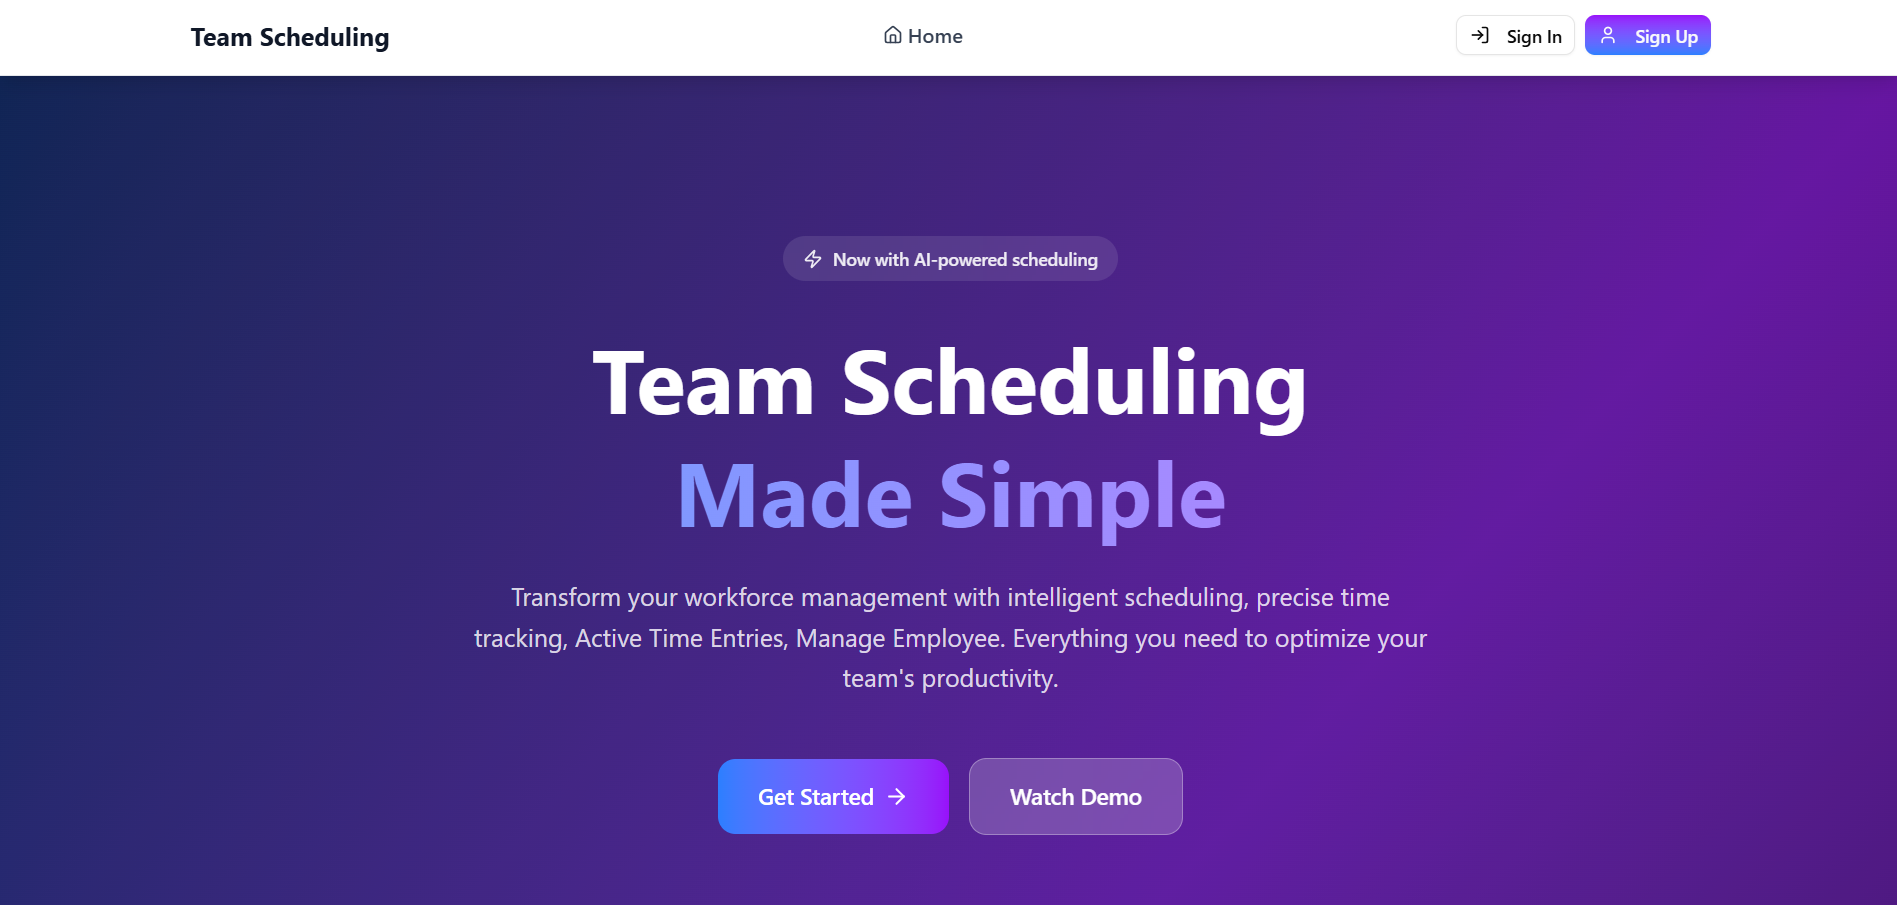 Team Scheduling
Home
Sign In
Sign Up
Now with AI-powered scheduling
Team Scheduling
Made Simple
Transform your workforce management with intelligent scheduling, precise time
tracking, Active Time Entries, Manage Employee. Everything you need to optimize your
team's productivity.
Get Started
Watch Demo